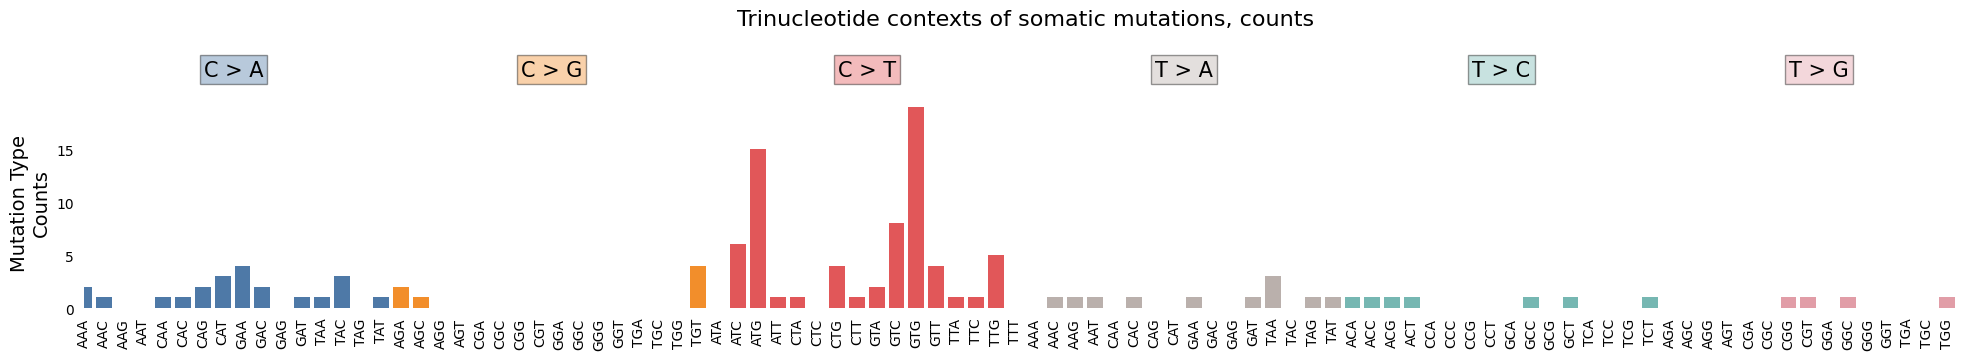 Trinucleotide contexts of somatic mutations, counts
C > A C > G C > T T > A T > C T > G
Mutation Type
Counts
15
10
5
0
AAA AAC AAG AAT CAA CAC CAG CAT GAA GAC GAG GAT TAA TAC TAG TAT AGA AGC AGG AGT CGA CGC CGG CGT GGA GGC GGG GGT TGA TGC TGG TGT ATA ATC ATG ATT CTA CTC CTG CTT GTA GTC GTG GTT TTA TTC TTG TTT AAA AAC AAG AAT CAA CAC CAG CAT GAA GAC GAG GAT TAA TAC TAG TAT ACA ACC ACG ACT CCA CCC CCG CCT GCA GCC GCG GCT TCA TCC TCG TCT AGA AGC AGG AGT CGA CGC CGG CGT GGA GGC GGG GGT TGA TGC TGG